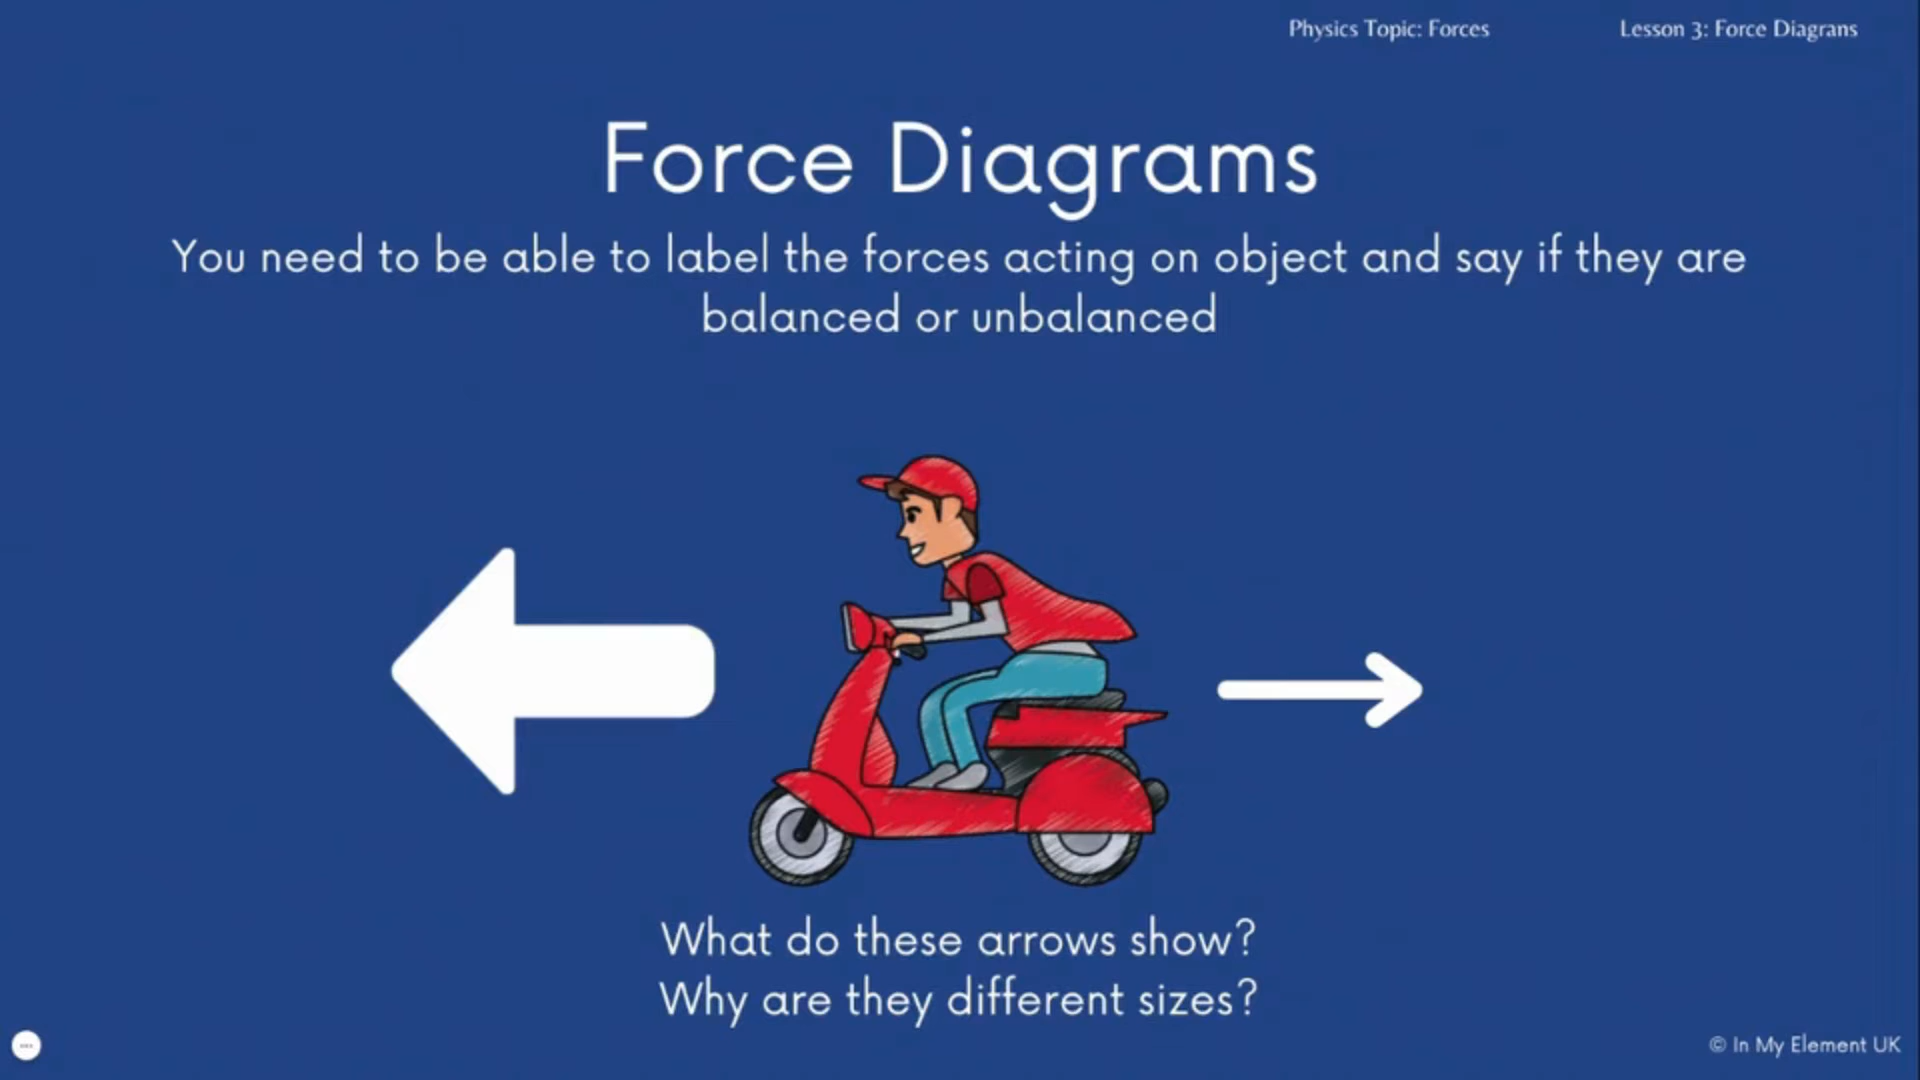 Physics Topic: Forces
Lesson 3: Force Diagrans
Force Diagrams
You need to be able to label the forces acting on object and say if they are
balanced or unbalanced
What do these arrows show?
Why are they different sizes?
© In My Element UK